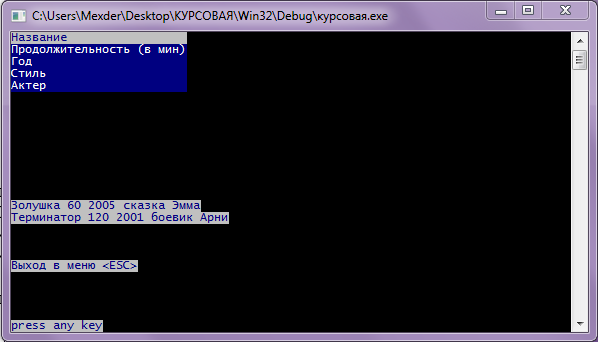 C:\Users\Mexder\Desktop\КУРСОВАЯ\Win32\Debug\курсовая.exe
Название
Продолжительность (в мин)
Год
Стиль
Актер
Золушка 60 2005 сказка Эмма
Терминатор 120 2001 боевик Арни
Выход в меню <ESC>
press any key